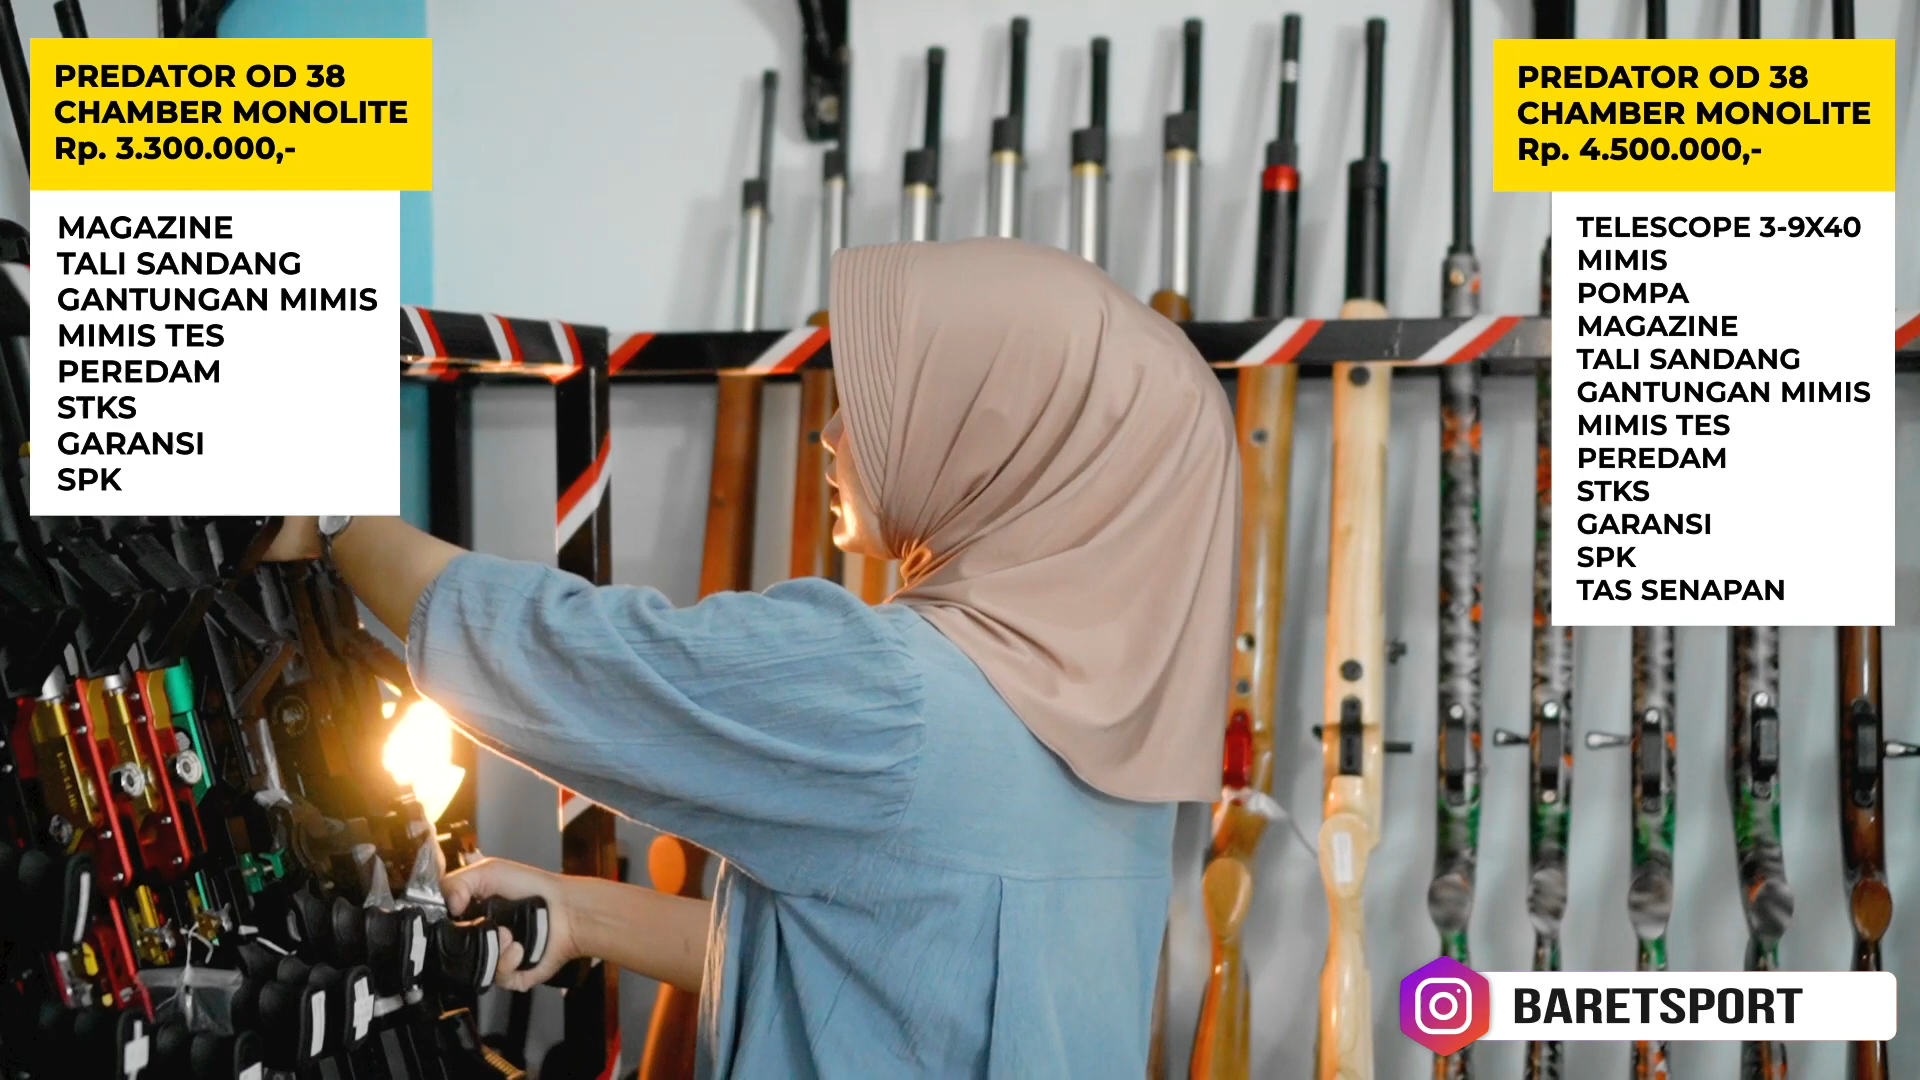 PREDATOR OD 38
CHAMBER MONOLITE
Rp. 3.300.000,-
MAGAZINE
TALI SANDANG
GANTUNGAN MIMIS
MIMIS TES
PEREDAM
STKS
GARANSI
SPK
PREDATOR OD 38
CHAMBER MONOLITE
Rp. 4.500.000,-
TELESCOPE 3-9X40
MIMIS
POMPA
MAGAZINE
TALI SANDANG
GANTUNGAN MIMIS
MIMIS TES
PEREDAM
STKS
GARANSI
SPK
TAS SENAPAN
BARETSPORT